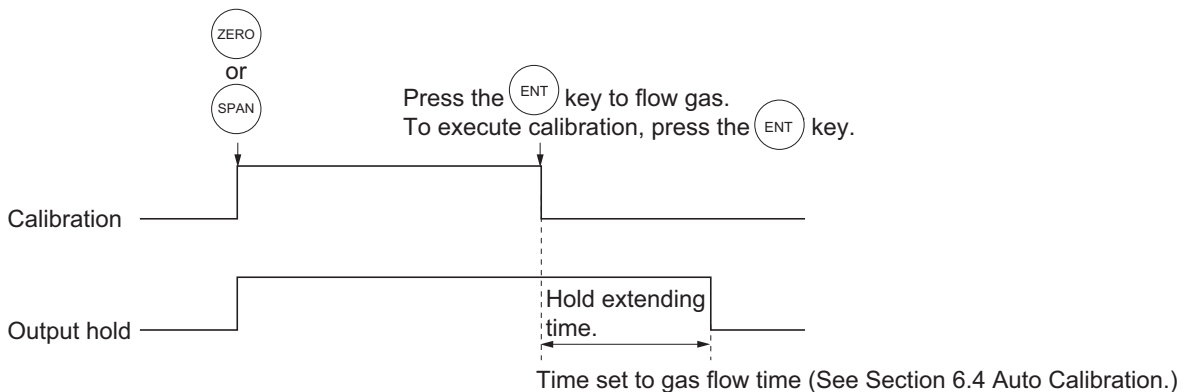 ZERO
or
SPAN
Press the ENT key to flow gas.
To execute calibration, press the ENT key.
Calibration
Output hold
Hold extending
time.
Time set to gas flow time (See Section 6.4 Auto Calibration.)